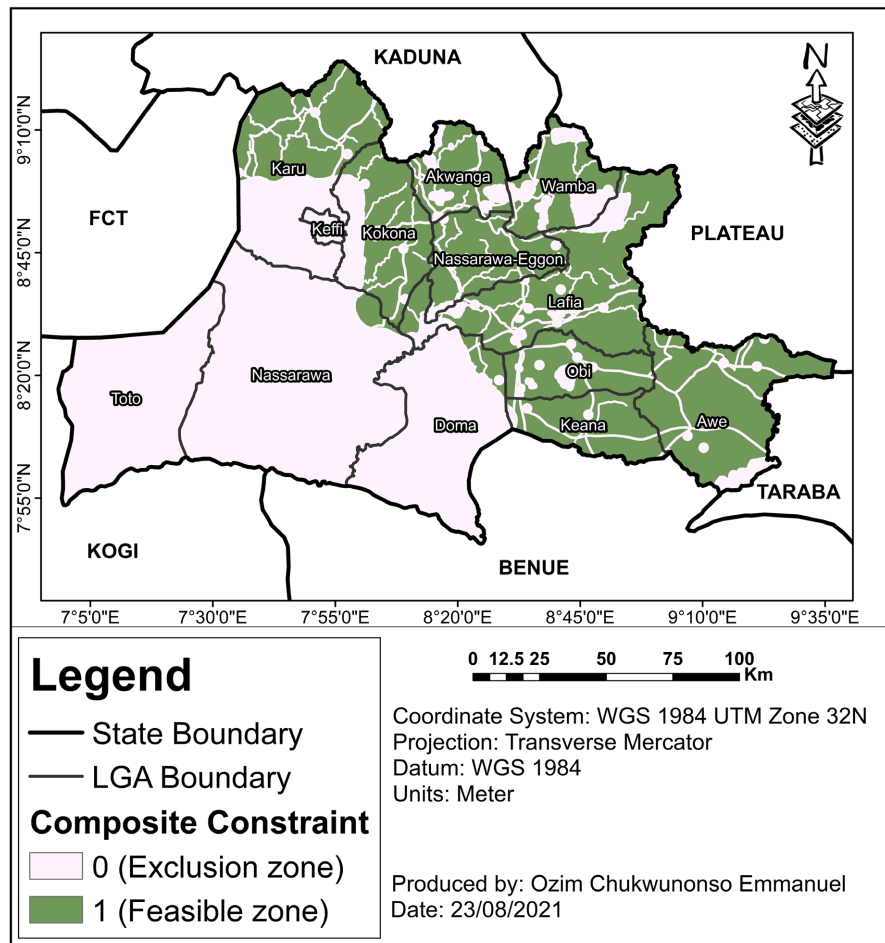 N
KADUNA
9°10'0"N
Karu
Akwanga
Wamba
FCT
Keffi
Kokona
PLATEAU
8°45'0"N
Nassarawa-Eggon
Lafia
8°20'0"N
Toto
Nassarawa
Obi
Doma
Keana
Awe
7°55'0"N
TARABA
KOGI
BENUE
7°5'0"E 7°30'0"E 7°55'0"E 8°20'0"E 8°45'0"E 9°10'0"E 9°35'0"E
Legend
State Boundary
LGA Boundary
Composite Constraint
0 (Exclusion zone)
1 (Feasible zone)
0 12.5 25 50 75 100
Km
Coordinate System: WGS 1984 UTM Zone 32N
Projection: Transverse Mercator
Datum: WGS 1984
Units: Meter
Produced by: Ozim Chukwunonso Emmanuel
Date: 23/08/2021